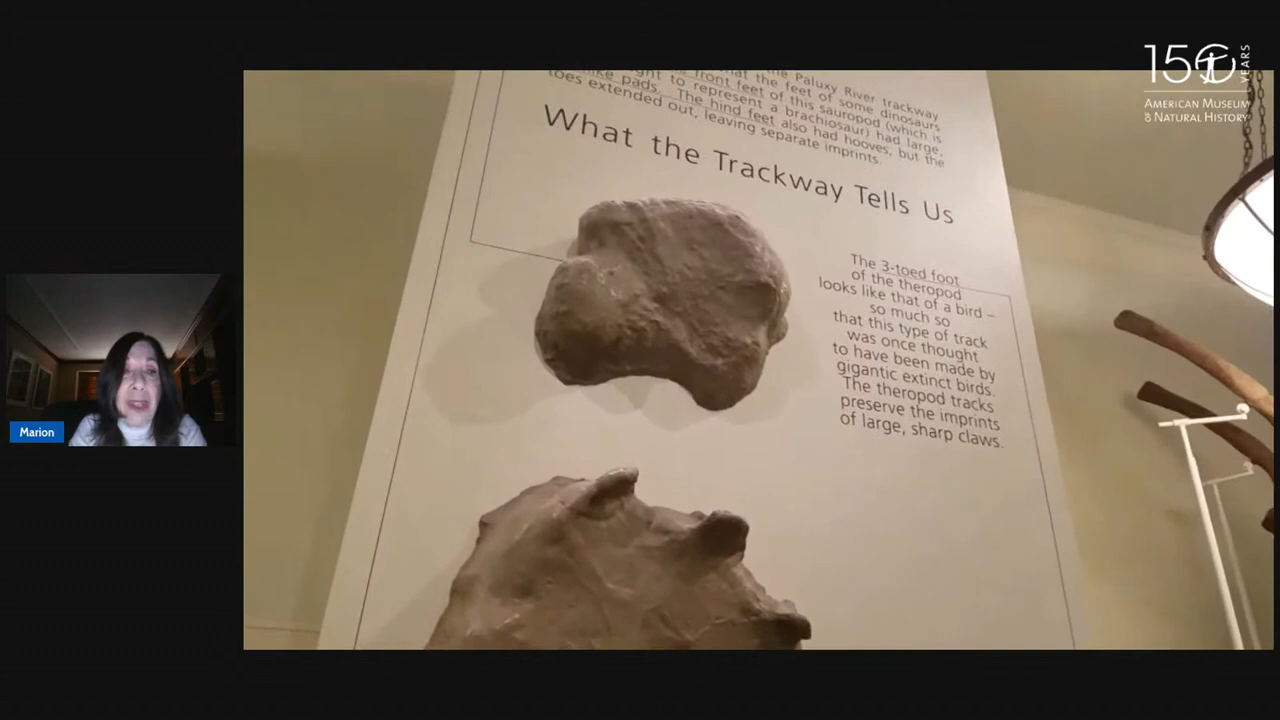 150 YEARS
AMERICAN MUSEUM
of NATURAL HISTORY
the Paluxy River trackway
that the feet of some dinosaurs
front feet of this sauropod (which is
to represent a brachiosaur) had large,
pads. The hind feet also had hooves, but the
toes extended out, leaving separate imprints.
What the Trackway Tells Us
The 3-toed foot
of the theropod
looks like that of a bird –
so much so
that this type of track
was once thought
to have been made by
gigantic extinct birds.
The theropod tracks
preserve the imprints
of large, sharp claws.
Marion